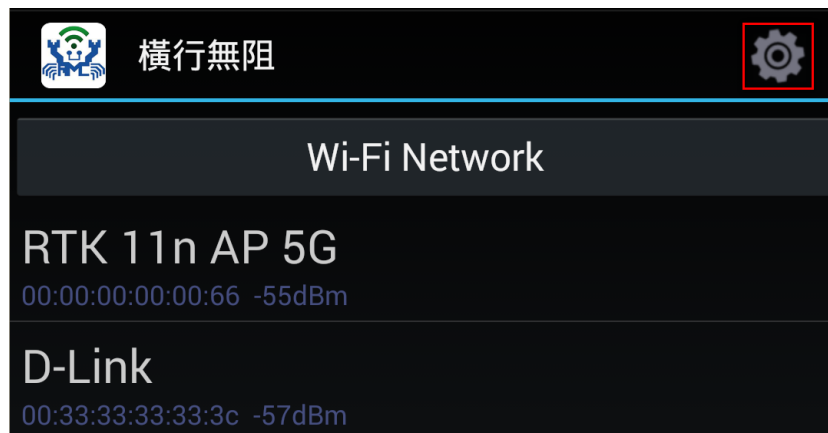 RMC
橫行無阻
Wi-Fi Network
RTK 11n AP 5G
00:00:00:00:00:66 -55dBm
D-Link
00:33:33:33:33:3c -57dBm